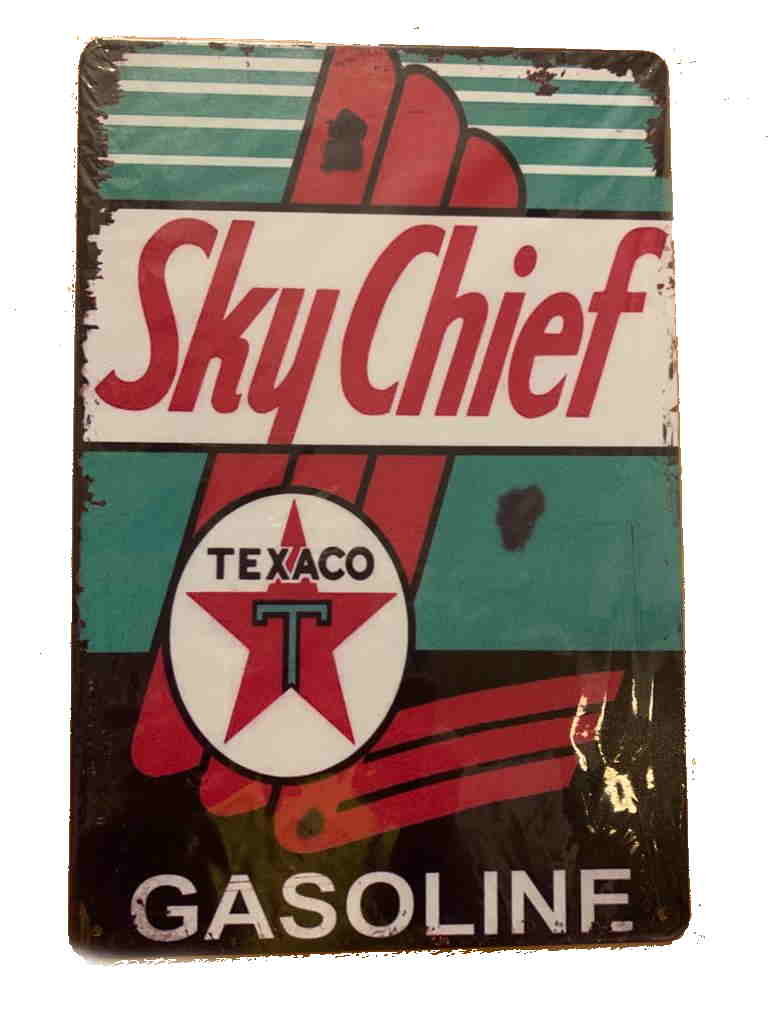 Sky Chief
TEXACO
T
GASOLINE